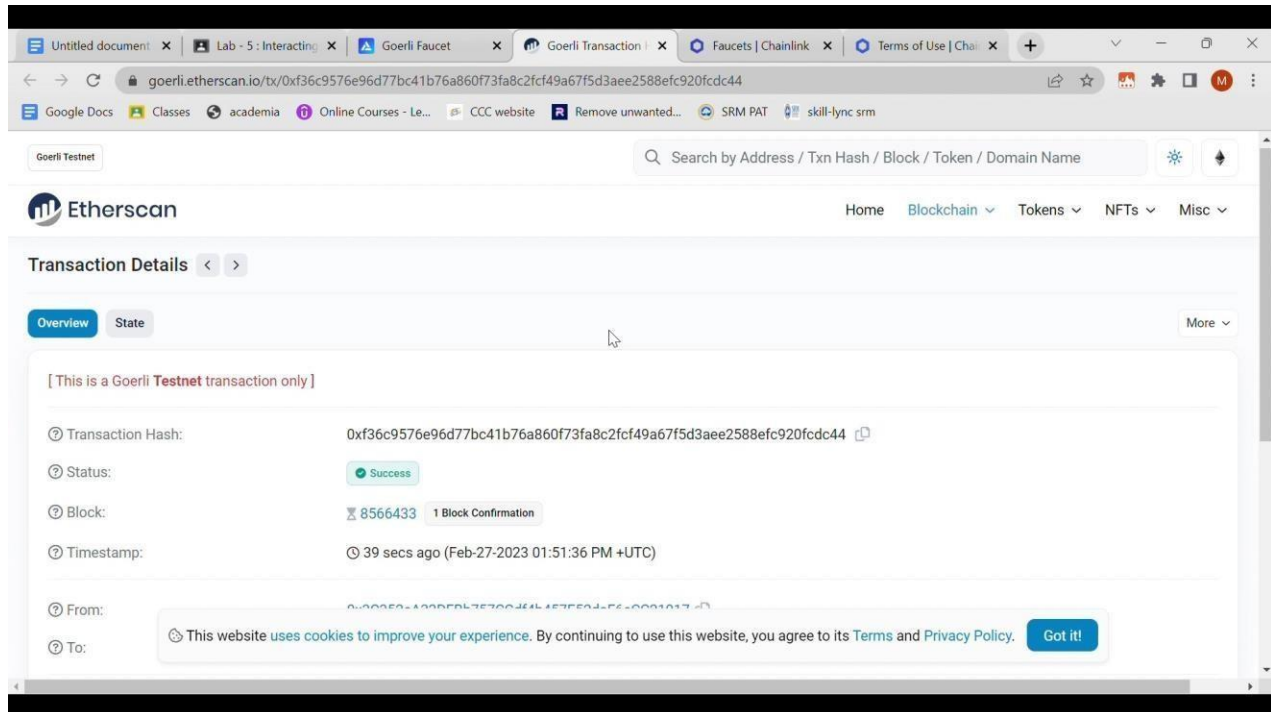 Untitled document
Lab - 5 : Interacting
Goerli Faucet
Goerli Transaction
Faucets | Chainlink
Terms of Use | Chai
goerli.etherscan.io/tx/0xf36c9576e96d77bc41b76a860f73fa8c2fcf49a67f5d3aee2588efc920fcdc44
M
Google Docs Classes academia Online Courses - Le... CCC website Remove unwanted... SRM PAT skill-lync srm
Goerli Testnet
Search by Address / Txn Hash / Block / Token / Domain Name
Etherscan
Home Blockchain Tokens NFTs Misc
Transaction Details < >
Overview State
More
[ This is a Goerli Testnet transaction only ]
Transaction Hash: 0xf36c9576e96d77bc41b76a860f73fa8c2fcf49a67f5d3aee2588efc920fcdc44
Status: Success
Block: 8566433 1 Block Confirmation
Timestamp: 39 secs ago (Feb-27-2023 01:51:36 PM +UTC)
From:
To:
This website uses cookies to improve your experience. By continuing to use this website, you agree to its Terms and Privacy Policy. Got it!